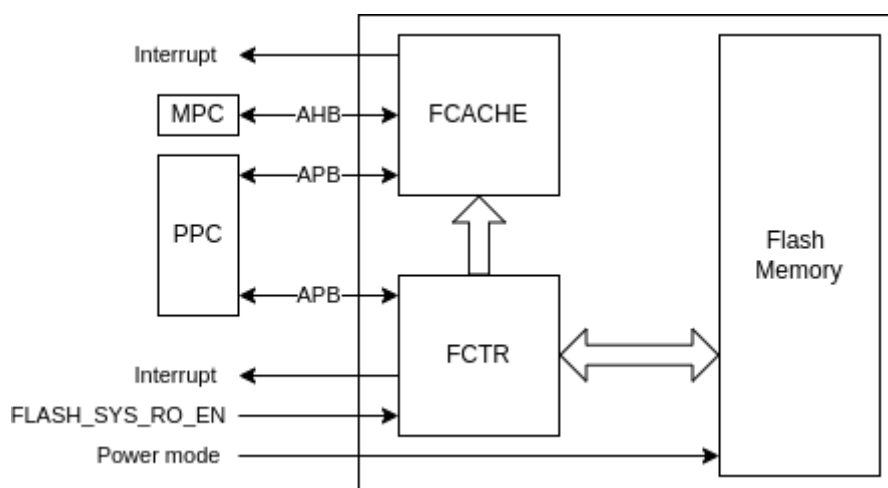 Interrupt
MPC
AHB
FCACHE
APB
PPC
Flash
Memory
APB
FCTR
Interrupt
FLASH_SYS_RO_EN
Power mode